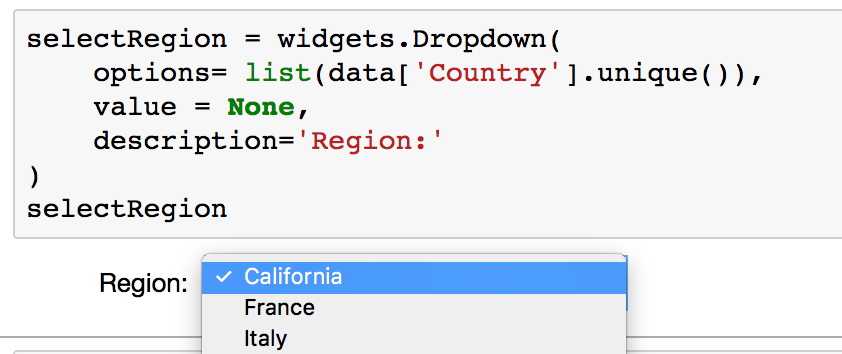 selectRegion = widgets.Dropdown(
    options= list(data['Country'].unique()),
    value = None,
    description='Region:'
)
selectRegion
Region:
✓ California
France
Italy